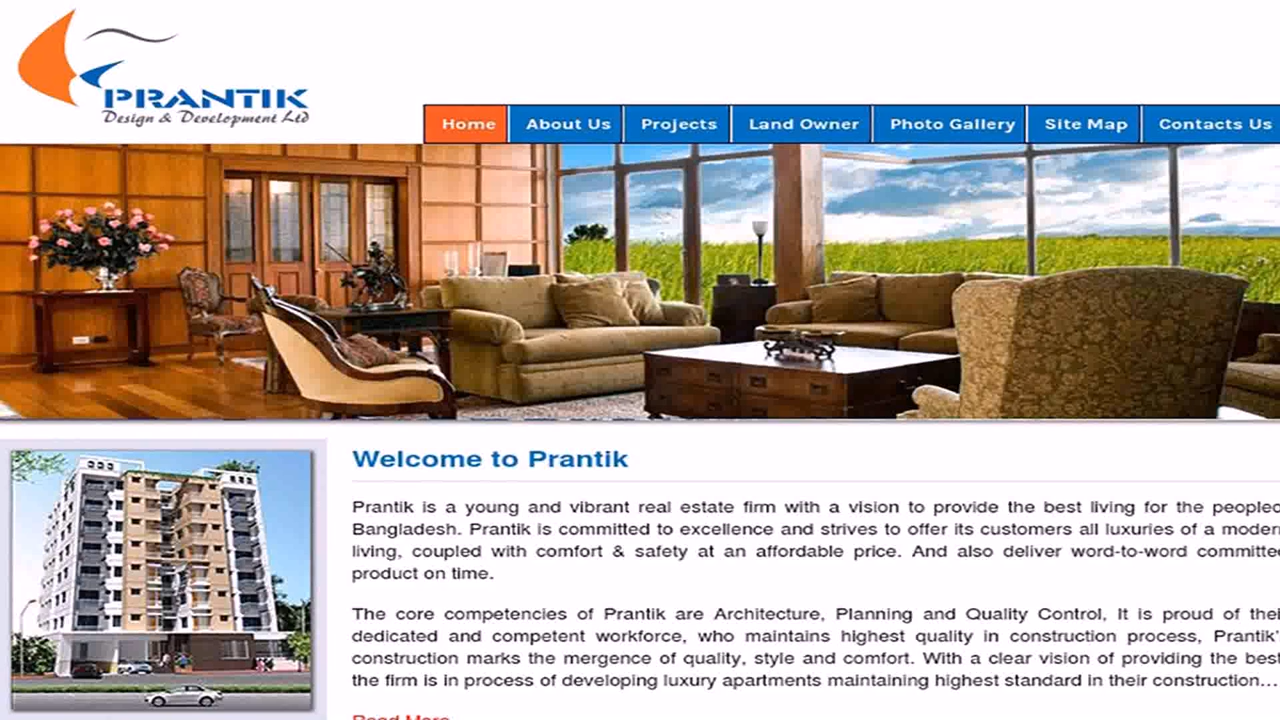 PRANTIK
Design & Development Ltd
Home About Us Projects Land Owner Photo Gallery Site Map Contacts Us
Welcome to Prantik
Prantik is a young and vibrant real estate firm with a vision to provide the best living for the peopleo
Bangladesh. Prantik is committed to excellence and strives to offer its customers all luxuries of a modern
living, coupled with comfort & safety at an affordable price. And also deliver word-to-word committe
product on time.
The core competencies of Prantik are Architecture, Planning and Quality Control, It is proud of thei
dedicated and competent workforce, who maintains highest quality in construction process, Prantik'
construction marks the mergence of quality, style and comfort. With a clear vision of providing the best
the firm is in process of developing luxury apartments maintaining highest standard in their construction...
Read More